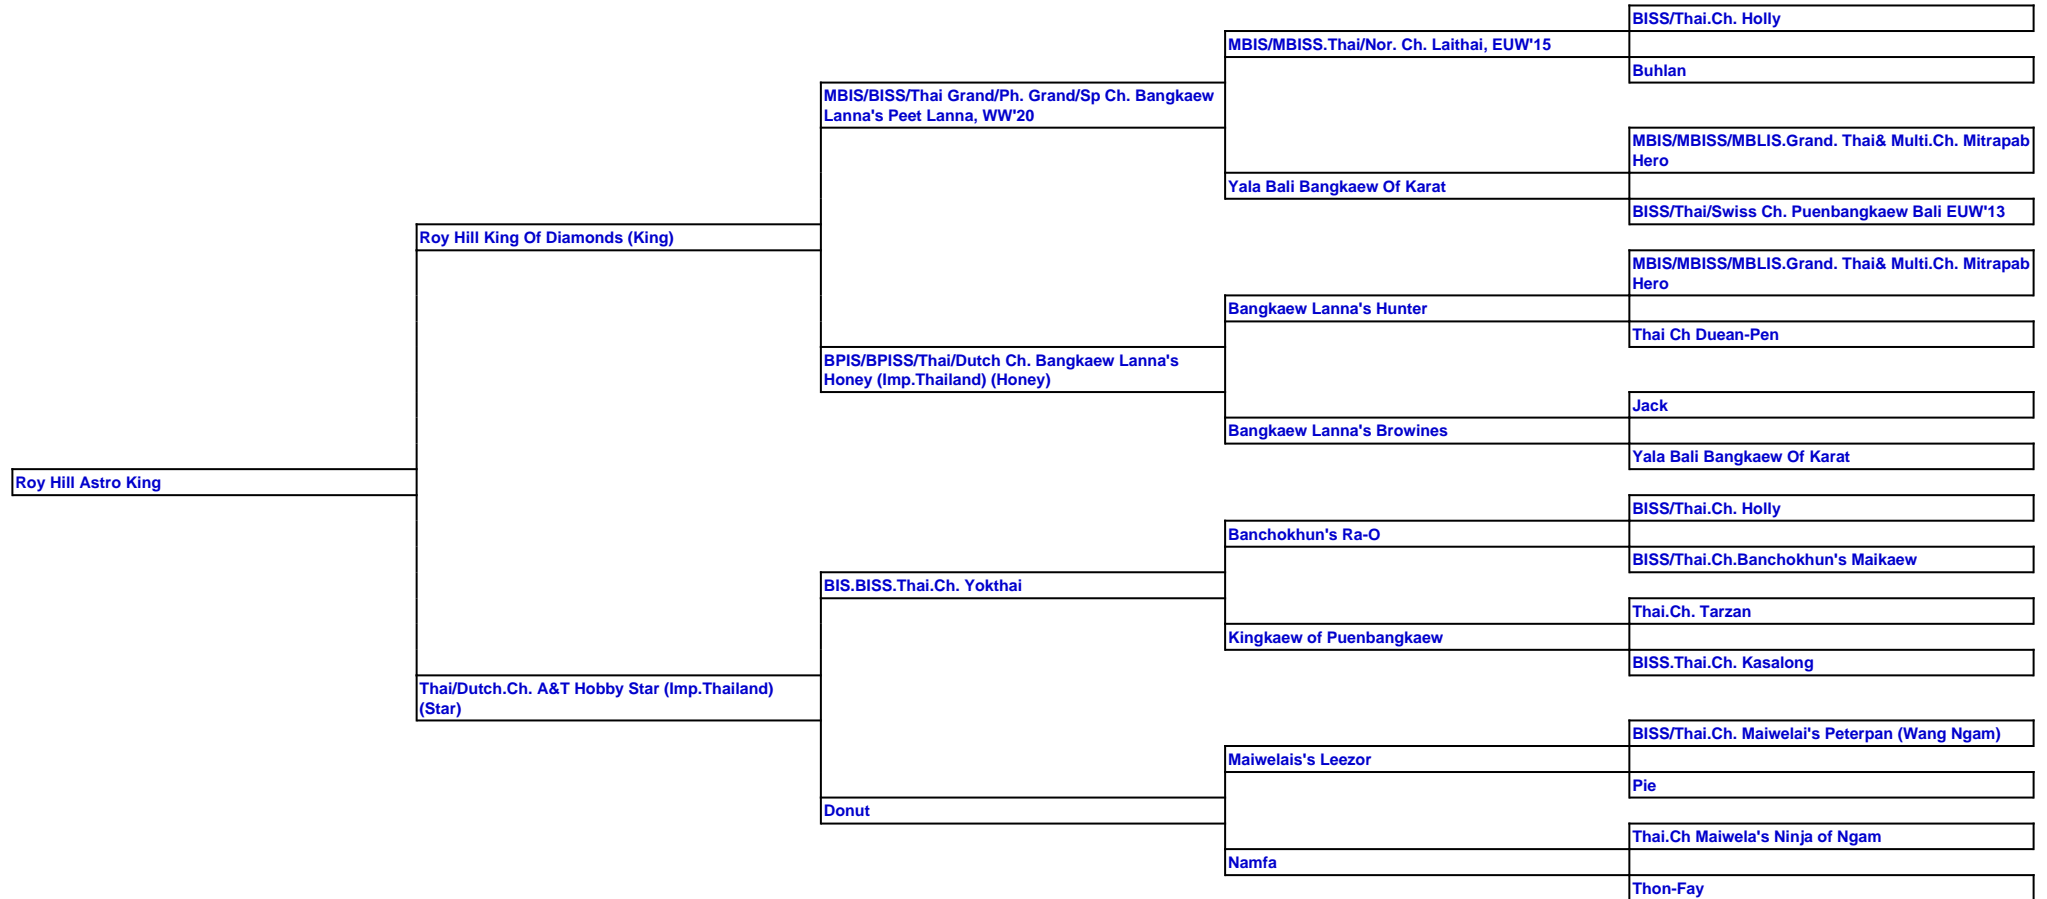 BISS/Thai.Ch. Holly
MBIS/MBISS.Thai/Nor. Ch. Laithai, EUW'15
Buhlan
MBIS/BISS/Thai Grand/Ph. Grand/Sp Ch. Bangkaew
Lanna's Peet Lanna, WW'20
MBIS/MBISS/MBLIS.Grand. Thai& Multi.Ch. Mitrapab
Hero
Yala Bali Bangkaew Of Karat
BISS/Thai/Swiss Ch. Puenbangkaew Bali EUW'13
Roy Hill King Of Diamonds (King)
MBIS/MBISS/MBLIS.Grand. Thai& Multi.Ch. Mitrapab
Hero
Bangkaew Lanna's Hunter
Thai Ch Duean-Pen
BPIS/BPISS/Thai/Dutch Ch. Bangkaew Lanna's
Honey (Imp.Thailand) (Honey)
Jack
Bangkaew Lanna's Browines
Yala Bali Bangkaew Of Karat
Roy Hill Astro King
BISS/Thai.Ch. Holly
Banchokhun's Ra-O
BISS/Thai.Ch.Banchokhun's Maikaew
BIS.BISS.Thai.Ch. Yokthai
Thai.Ch. Tarzan
Kingkaew of Puenbangkaew
BISS.Thai.Ch. Kasalong
Thai/Dutch.Ch. A&T Hobby Star (Imp.Thailand)
(Star)
BISS/Thai.Ch. Maiwelai's Peterpan (Wang Ngam)
Maiwelais's Leezor
Pie
Donut
Thai.Ch Maiwela's Ninja of Ngam
Namfa
Thon-Fay